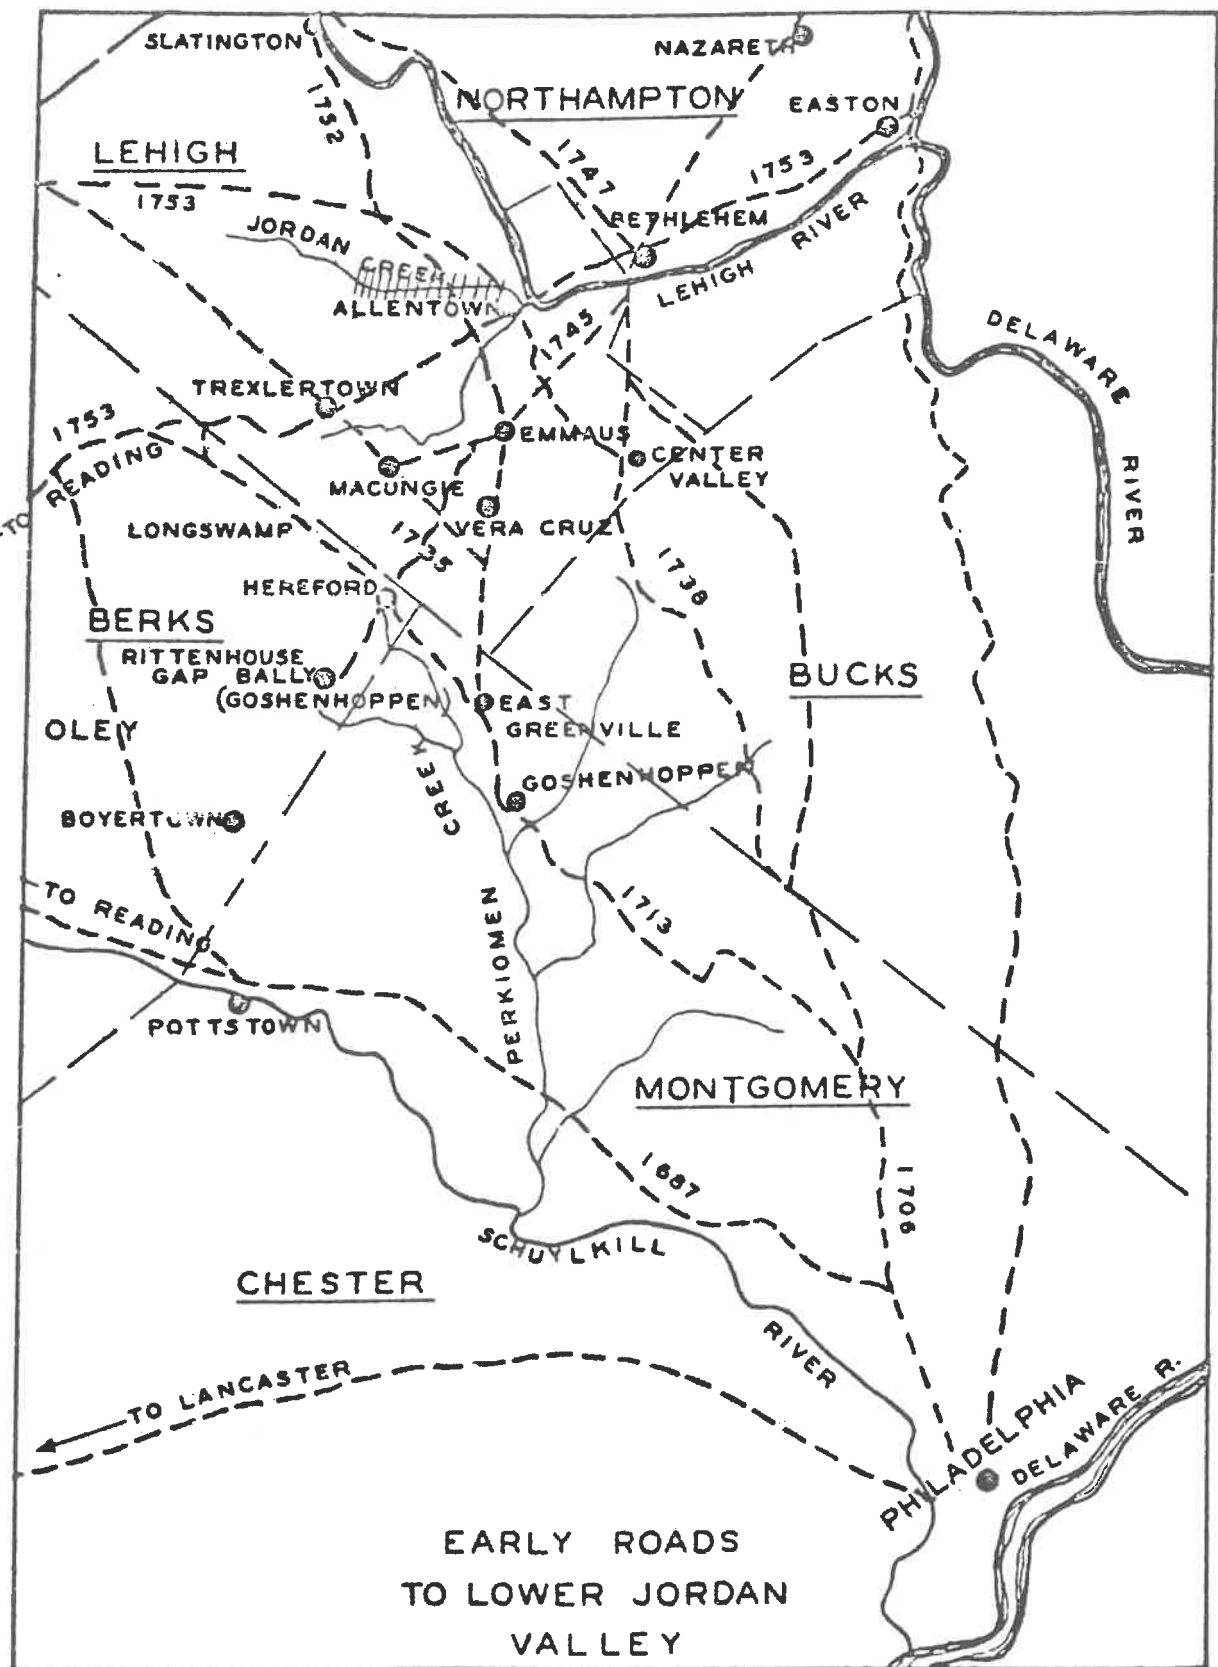 SLATINGTON
NAZARETH
NORTHAMPTON
EASTON
1752
LEHIGH
1747
1753
1753
BETHLEHEM
JORDAN
CREEK
RIVER
LEHIGH
ALLENTOWN
1745
DELAWARE
RIVER
TREXLERTOWN
1753
EMMAUS
TO READING
CENTER
VALLEY
MACUNGIE
LONGSWAMP
VERA CRUZ
1735
1738
HEREFORD
BERKS
RITTENHOUSE
GAP BALLY
(GOSHENHOPPEN)
BUCKS
OLEY
EAST
GREENVILLE
CREEK
GOSHENHOPPEN
BOYERTOWN
TO READING
1713
PERKIOMEN
POTTSTOWN
MONTGOMERY
1687
1706
SCHUYLKILL
CHESTER
RIVER
TO LANCASTER
PHILADELPHIA
DELAWARE R.
EARLY ROADS
TO LOWER JORDAN
VALLEY